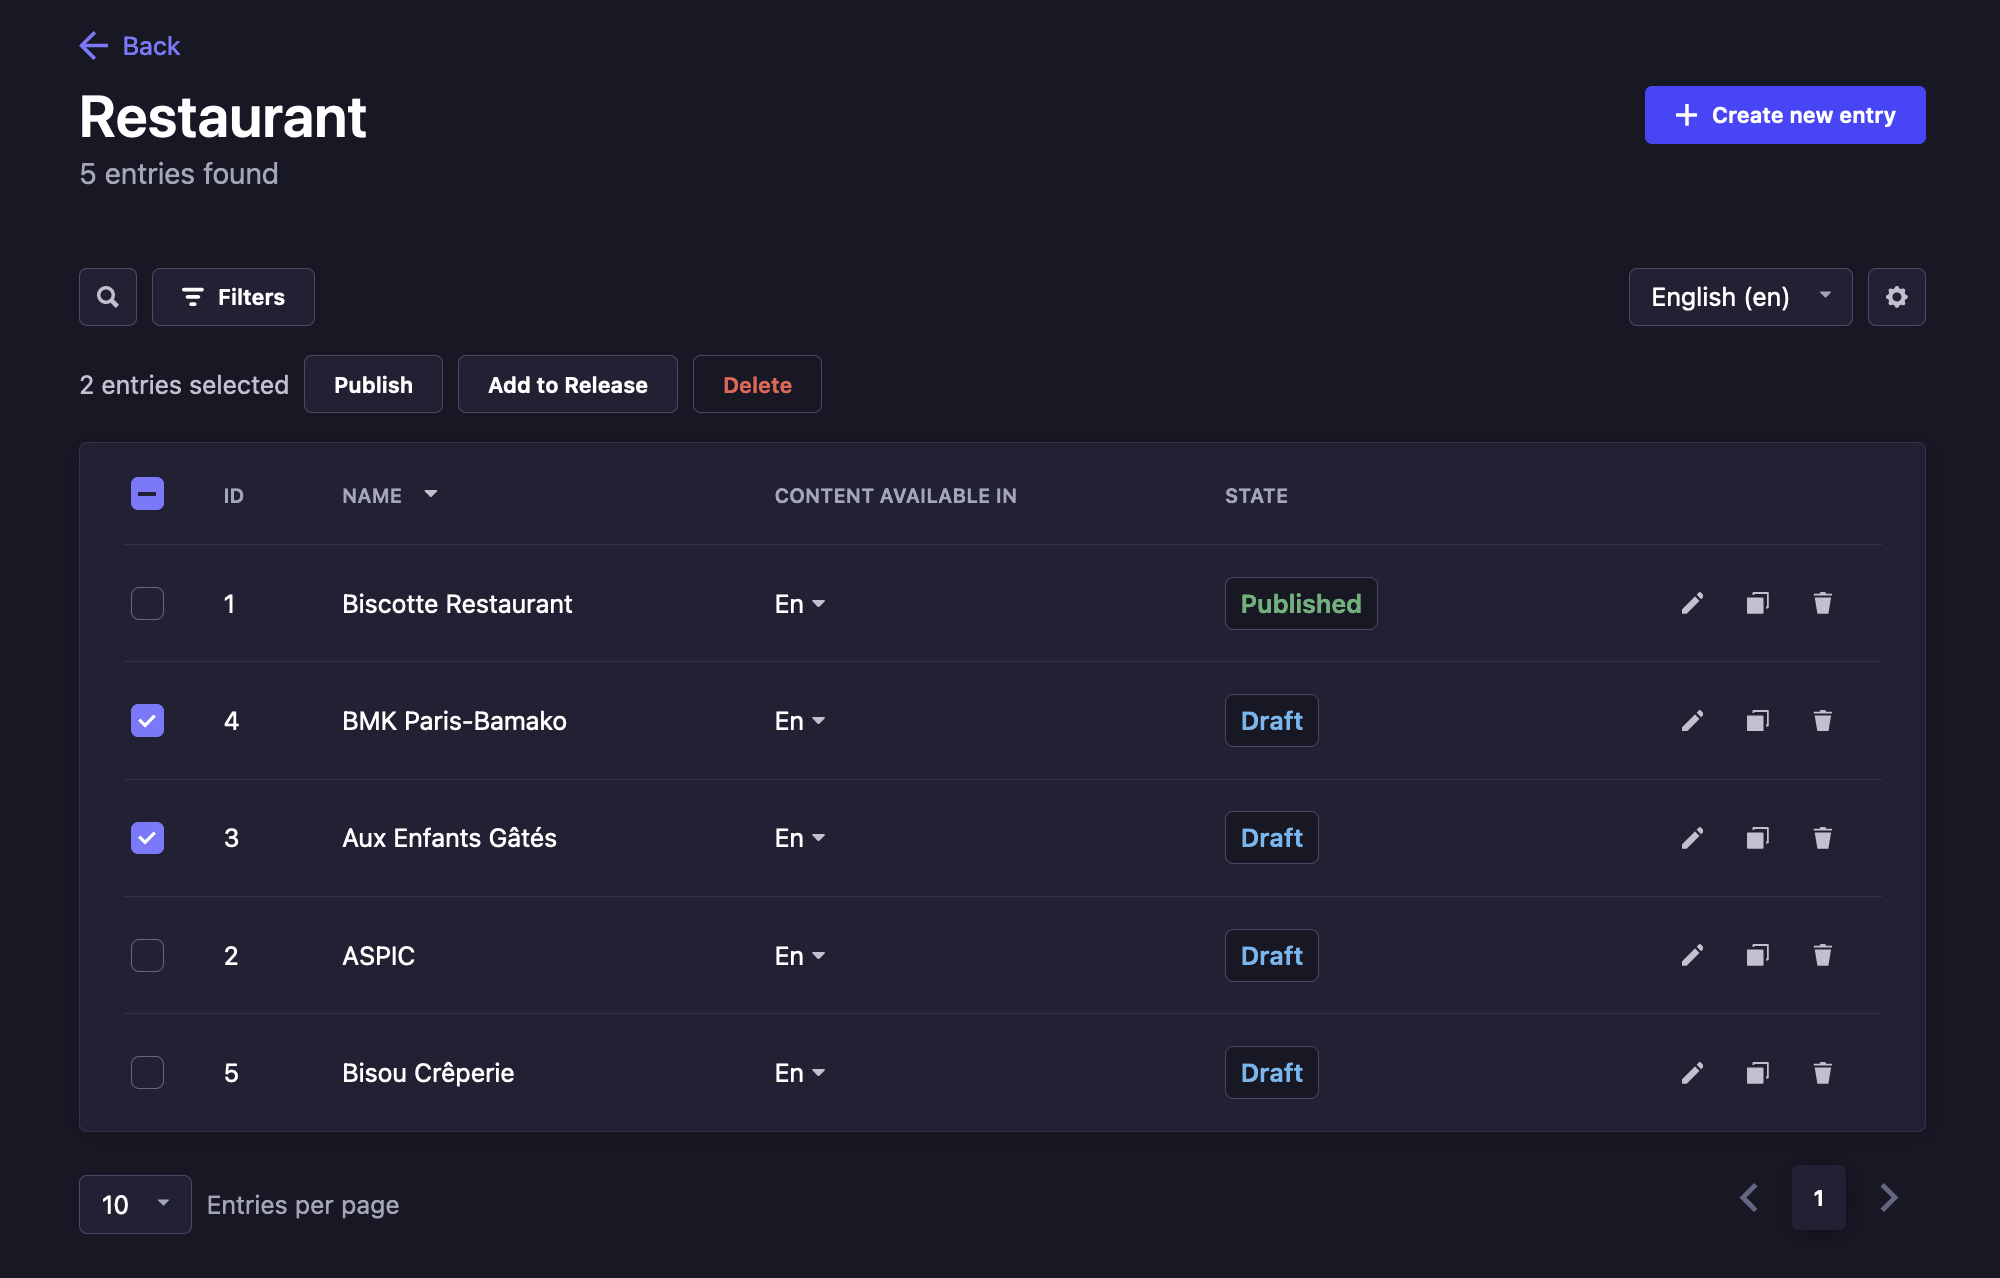 Back
Restaurant
Create new entry
5 entries found
Filters
English (en)
2 entries selected Publish Add to Release Delete
ID NAME CONTENT AVAILABLE IN STATE
1 Biscotte Restaurant En Published
4 BMK Paris-Bamako En Draft
3 Aux Enfants Gâtés En Draft
2 ASPIC En Draft
5 Bisou Crêperie En Draft
10 Entries per page 1